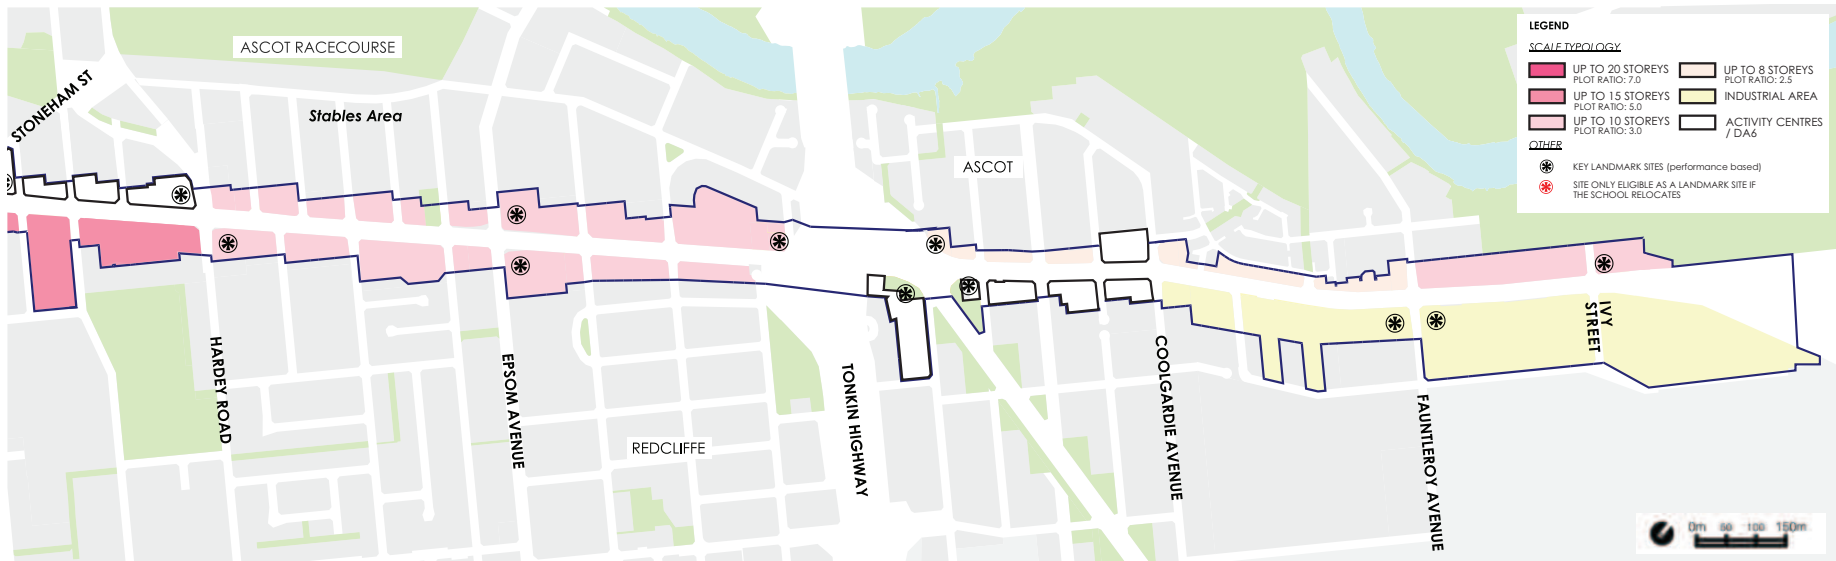 ASCOT RACECOURSE
STONEHAM ST
Stables Area
ASCOT
HARDEY ROAD
EPSOM AVENUE
REDCLIFFE
TONKIN HIGHWAY
COOLGARDIE AVENUE
FAUNTLEROY AVENUE
IVY
STREET
LEGEND
SCALE TYPOLOGY
UP TO 20 STOREYS
PLOT RATIO: 7.0
UP TO 15 STOREYS
PLOT RATIO: 5.0
UP TO 10 STOREYS
PLOT RATIO: 3.0
UP TO 8 STOREYS
PLOT RATIO: 2.5
INDUSTRIAL AREA
ACTIVITY CENTRES
/ DA6
OTHER
KEY LANDMARK SITES (performance based)
SITE ONLY ELIGIBLE AS A LANDMARK SITE IF
THE SCHOOL RELOCATES
0m 50 100 150m